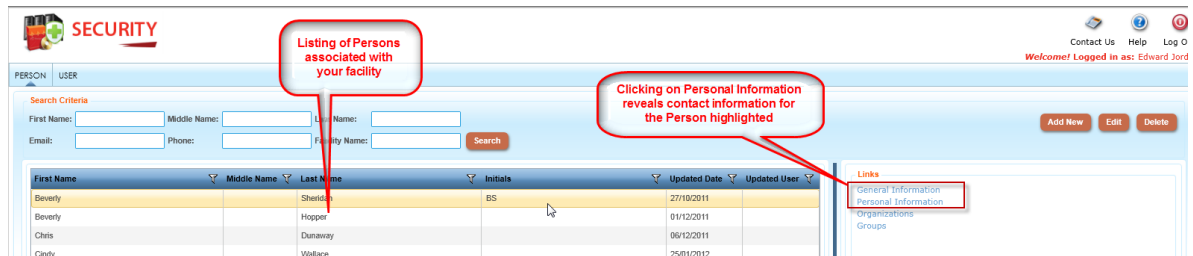 SECURITY
Contact Us Help Log O
Welcome! Logged in as: Edward Jord
PERSON USER
Listing of Persons
associated with
your facility
Clicking on Personal Information
reveals contact information for
the Person highlighted
Search Criteria
First Name: Middle Name: Name:
Email: Phone: Name: Search
Add New Edit Delete
First Name Middle Name Last Name Initials Updated Date Updated User
Beverly Sheridan BS 27/10/2011
Beverly Hopper 01/12/2011
Chris Dunaway 06/12/2011
Cindy Wallace 25/01/2012
Links
General Information
Personal Information
Organizations
Groups